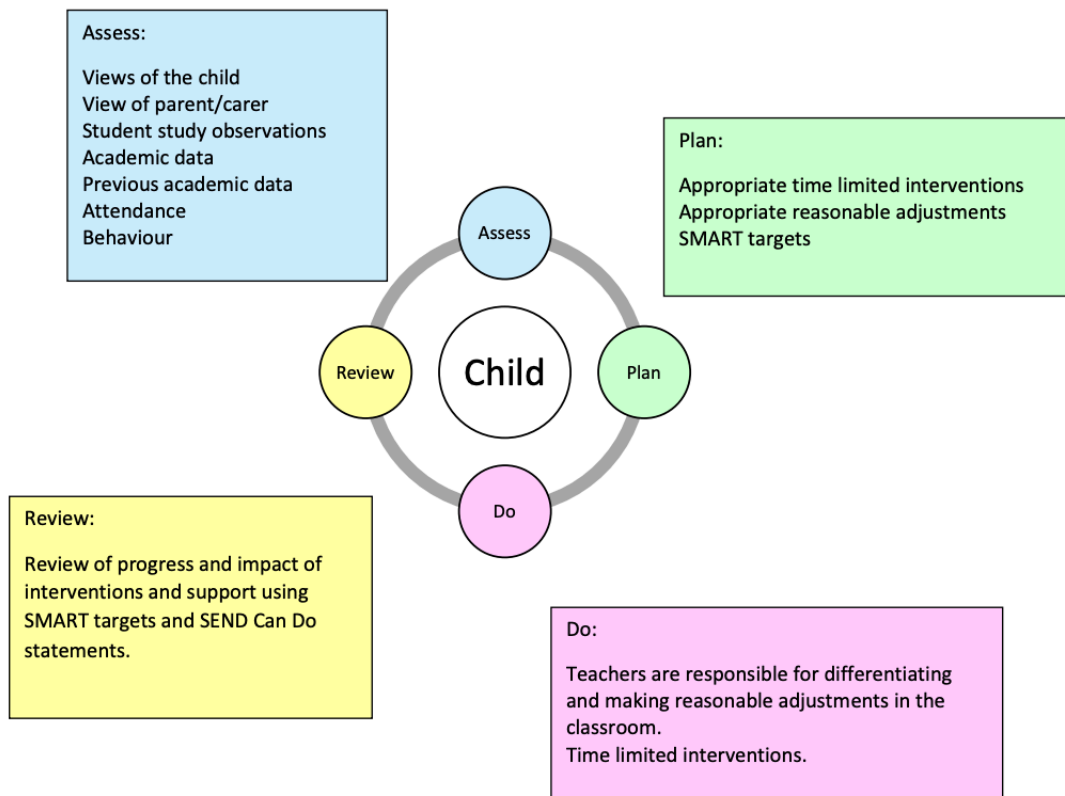 Assess:
Views of the child
View of parent/carer
Student study observations
Academic data
Previous academic data
Attendance
Behaviour
Plan:
Appropriate time limited interventions
Appropriate reasonable adjustments
SMART targets
Assess
Review
Child
Plan
Do
Review:
Review of progress and impact of
interventions and support using
SMART targets and SEND Can Do
statements.
Do:
Teachers are responsible for differentiating
and making reasonable adjustments in the
classroom.
Time limited interventions.